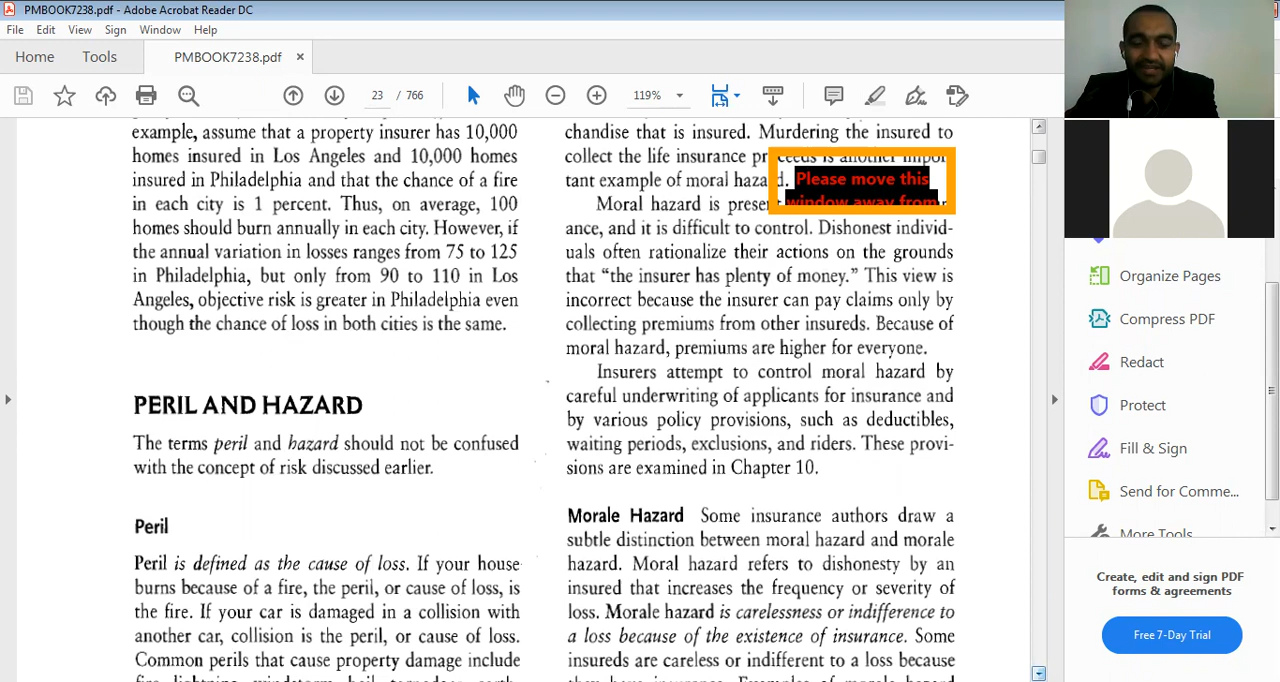 PMBOOK7238.pdf - Adobe Acrobat Reader DC
File Edit View Sign Window Help
Home Tools PMBOOK7238.pdf ×
23 / 766 119%
example, assume that a property insurer has 10,000
homes insured in Los Angeles and 10,000 homes
insured in Philadelphia and that the chance of a fire
in each city is 1 percent. Thus, on average, 100
homes should burn annually in each city. However, if
the annual variation in losses ranges from 75 to 125
in Philadelphia, but only from 90 to 110 in Los
Angeles, objective risk is greater in Philadelphia even
though the chance of loss in both cities is the same.
PERIL AND HAZARD
The terms peril and hazard should not be confused
with the concept of risk discussed earlier.
Peril
Peril is defined as the cause of loss. If your house
burns because of a fire, the peril, or cause of loss, is
the fire. If your car is damaged in a collision with
another car, collision is the peril, or cause of loss.
Common perils that cause property damage include
chandise that is insured. Murdering the insured to
collect the life insurance proceeds is another impor
tant example of moral hazard.
Please move this
window away from
Moral hazard is present
ance, and it is difficult to control. Dishonest individ-
uals often rationalize their actions on the grounds
that “the insurer has plenty of money.” This view is
incorrect because the insurer can pay claims only by
collecting premiums from other insureds. Because of
moral hazard, premiums are higher for everyone.
Insurers attempt to control moral hazard by
careful underwriting of applicants for insurance and
by various policy provisions, such as deductibles,
waiting periods, exclusions, and riders. These provi-
sions are examined in Chapter 10.
Morale Hazard Some insurance authors draw a
subtle distinction between moral hazard and morale
hazard. Moral hazard refers to dishonesty by an
insured that increases the frequency or severity of
loss. Morale hazard is carelessness or indifference to
a loss because of the existence of insurance. Some
insureds are careless or indifferent to a loss because
Organize Pages
Compress PDF
Redact
Protect
Fill & Sign
Send for Comme...
More Tools
Create, edit and sign PDF
forms & agreements
Free 7-Day Trial